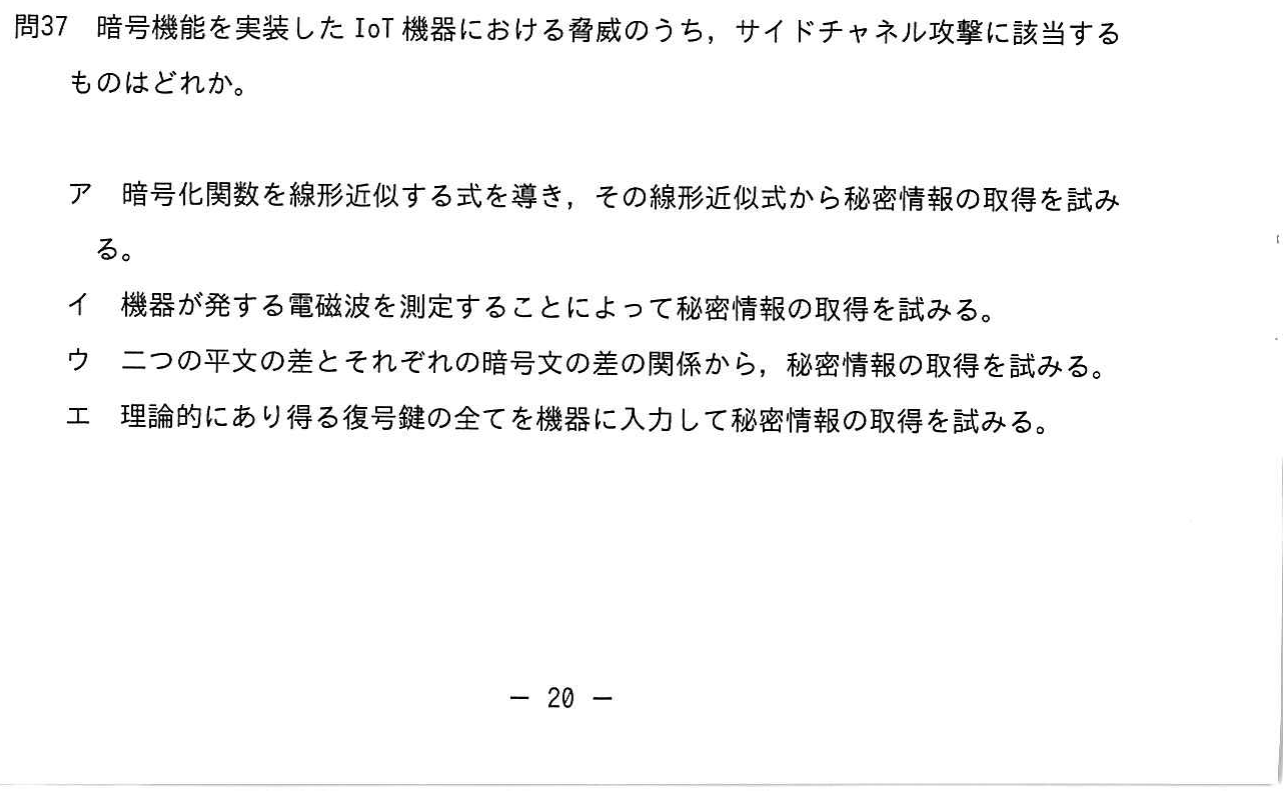 問37 暗号機能を実装した IoT 機器における脅威のうち，サイドチャネル攻撃に該当する
ものはどれか。
ア 暗号化関数を線形近似する式を導き，その線形近似式から秘密情報の取得を試み
る。
イ 機器が発する電磁波を測定することによって秘密情報の取得を試みる。
ウ 二つの平文の差とそれぞれの暗号文の差の関係から，秘密情報の取得を試みる。
エ 理論的にあり得る復号鍵の全てを機器に入力して秘密情報の取得を試みる。
－ 20 －